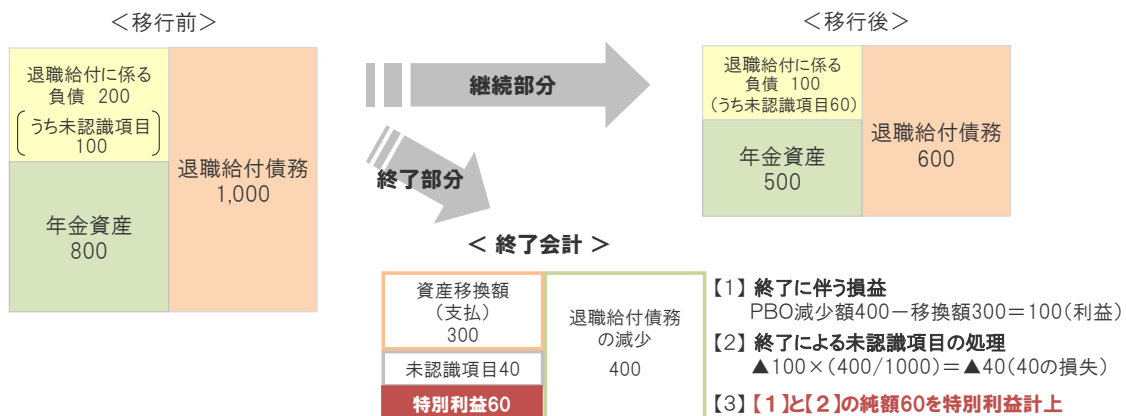 ＜移行前＞
退職給付に係る
負債 200
うち未認識項目
100
年金資産
800
退職給付債務
1,000
継続部分
終了部分
＜移行後＞
退職給付に係る
負債 100
(うち未認識項目60)
年金資産
500
退職給付債務
600
＜ 終了会計 ＞
資産移換額
(支払)
300
未認識項目40
特別利益60
退職給付債務
の減少
400
【1】 終了に伴う損益
PBO減少額400－移換額300＝100(利益)
【2】 終了による未認識項目の処理
▲100×(400/1000)＝▲40(40の損失)
【3】 【1】と【2】の純額60を特別利益計上